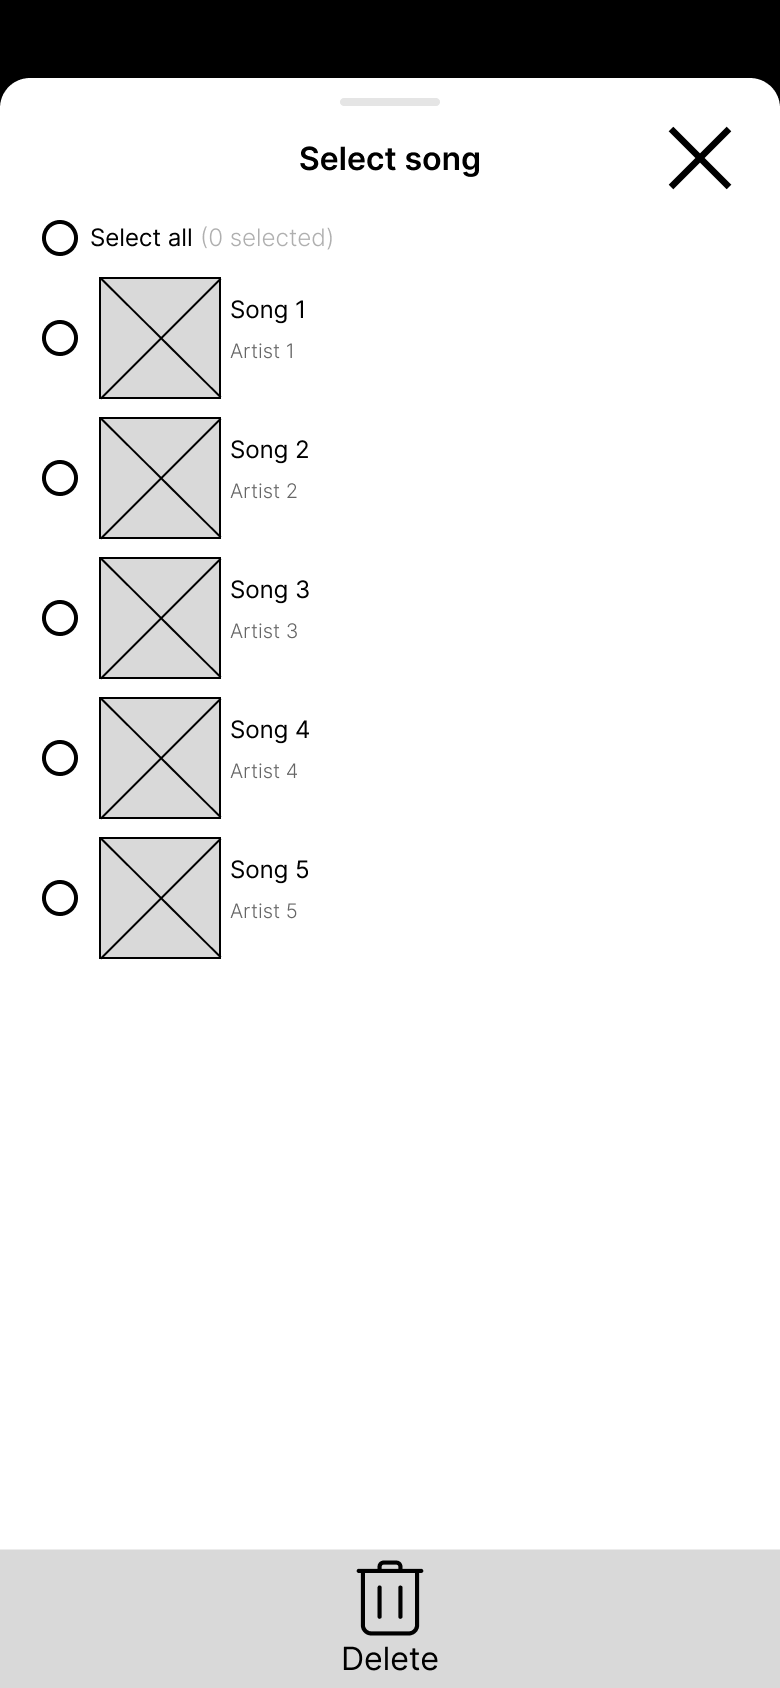 Select song
Select all (0 selected)
Song 1
Artist 1
Song 2
Artist 2
Song 3
Artist 3
Song 4
Artist 4
Song 5
Artist 5
Delete